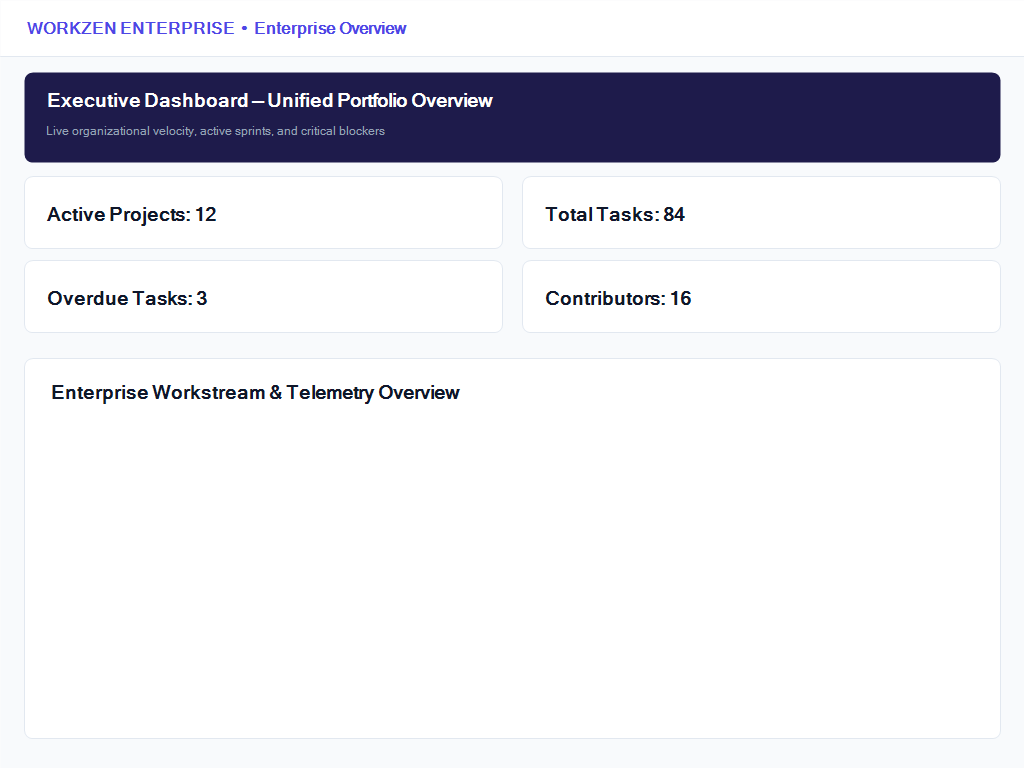 WORKZEN ENTERPRISE • Enterprise Overview
Executive Dashboard — Unified Portfolio Overview
Live organizational velocity, active sprints, and critical blockers
Active Projects: 12
Total Tasks: 84
Overdue Tasks: 3
Contributors: 16
Enterprise Workstream & Telemetry Overview